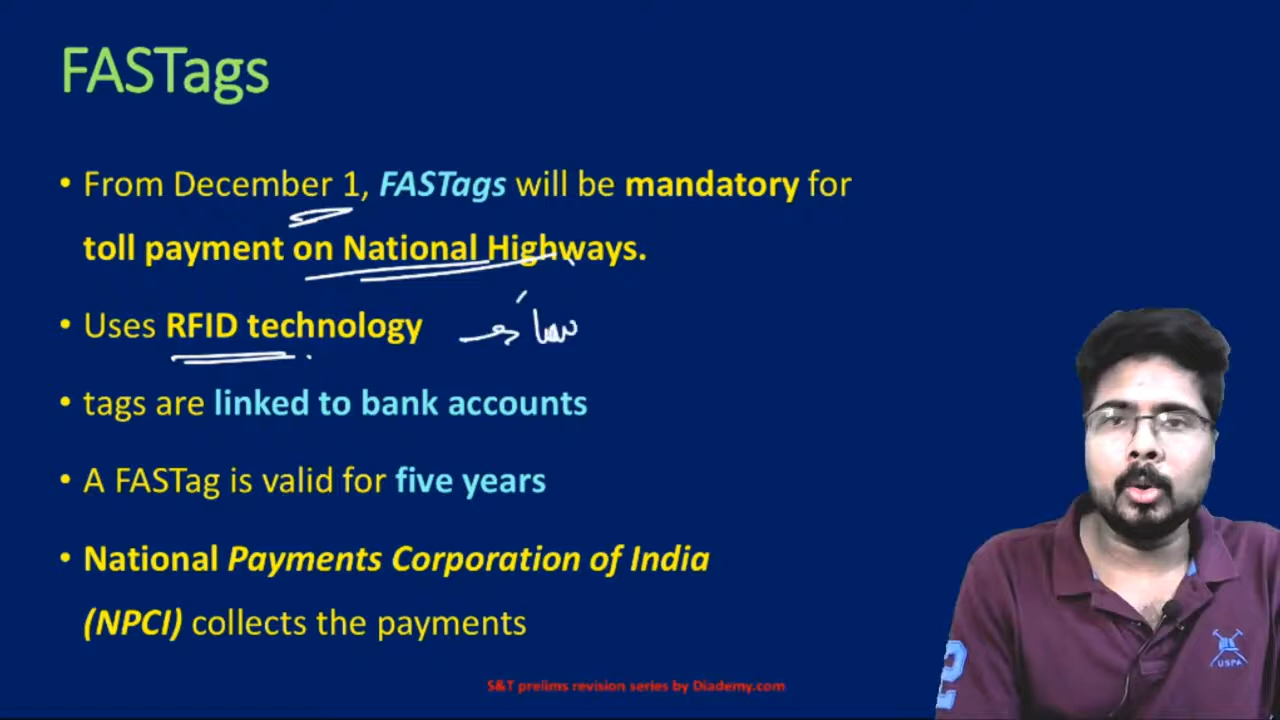 FASTags
• From December 1, FASTags will be mandatory for
toll payment on National Highways.
• Uses RFID technology
• tags are linked to bank accounts
• A FASTag is valid for five years
• National Payments Corporation of India
(NPCI) collects the payments
2
USPA
S&T prelims revision series by Diademy.com